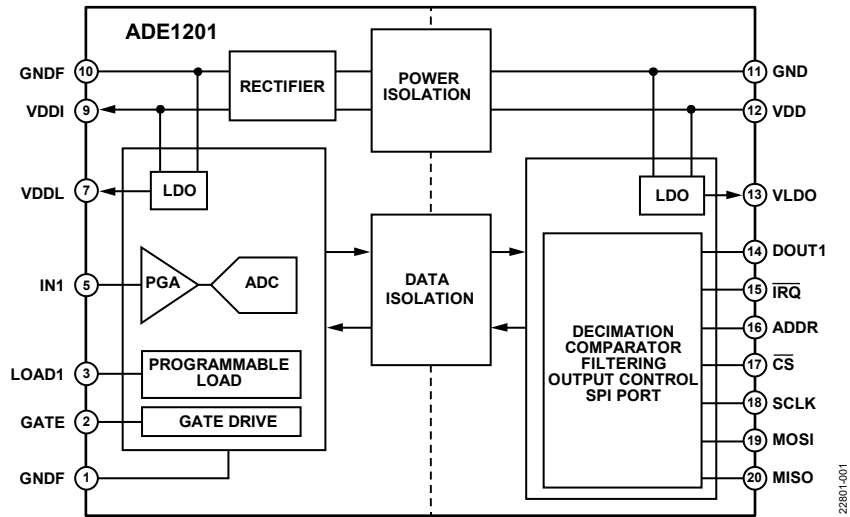 ADE1201
GNDF 10
VDDI 9
VDDL 7
IN1 5
LOAD1 3
GATE 2
GNDF 1
RECTIFIER
POWER
ISOLATION
LDO
PGA
ADC
PROGRAMMABLE
LOAD
GATE DRIVE
DATA
ISOLATION
LDO
DECIMATION
COMPARATOR
FILTERING
OUTPUT CONTROL
SPI PORT
11 GND
12 VDD
13 VLDO
14 DOUT1
15 I̅R̅Q̅
16 ADDR
17 C̅S̅
18 SCLK
19 MOSI
20 MISO
22801-001